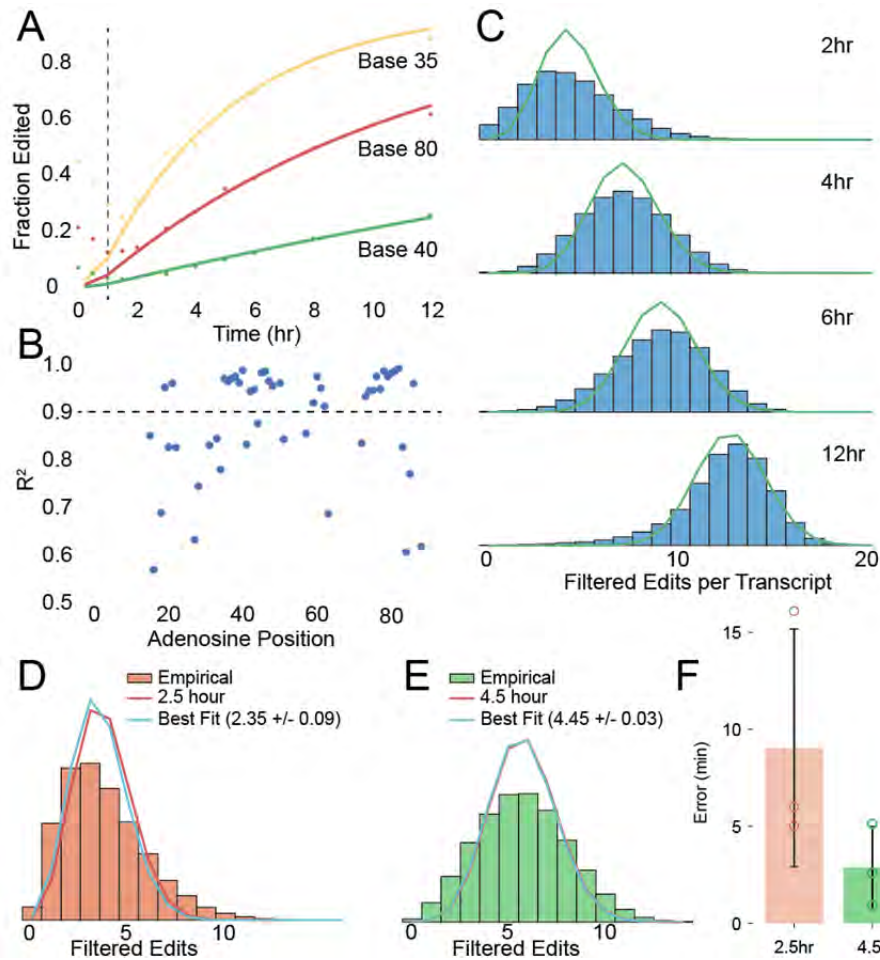 A
Fraction Edited
0.8
0.6
0.4
0.2
0
Base 35
Base 80
Base 40
0 2 4 6 8 10 12
Time (hr)
B
R²
1.0
0.9
0.8
0.7
0.6
0.5
0 20 40 60 80
Adenosine Position
C
2hr
4hr
6hr
12hr
0 10 20
Filtered Edits per Transcript
D
Empirical
2.5 hour
Best Fit (2.35 +/- 0.09)
0 5 10
Filtered Edits
E
Empirical
4.5 hour
Best Fit (4.45 +/- 0.03)
0 5 10
Filtered Edits
F
Error (min)
15
10
5
0
2.5hr 4.5